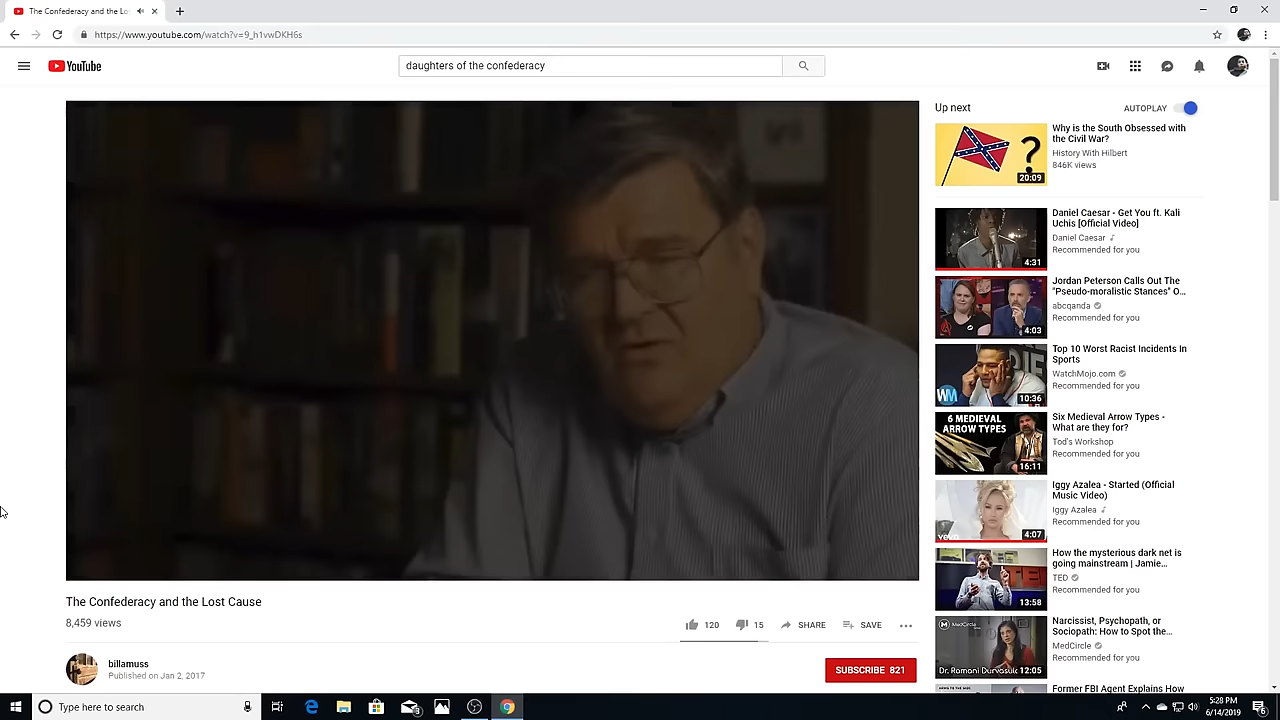 The Confederacy and the Lo
https://www.youtube.com/watch?v=9_h1vwDKH6s
YouTube
daughters of the confederacy
Up next
AUTOPLAY
Why is the South Obsessed with
the Civil War?
History With Hilbert
846K views
?
20:09
Daniel Caesar - Get You ft. Kali
Uchis [Official Video]
Daniel Caesar
Recommended for you
4:31
Jordan Peterson Calls Out The
"Pseudo-moralistic Stances" O...
abcqanda
Recommended for you
4:03
Top 10 Worst Racist Incidents In
Sports
WatchMojo.com
Recommended for you
WM
10:36
Six Medieval Arrow Types -
What are they for?
Tod's Workshop
Recommended for you
6 MEDIEVAL
ARROW TYPES
16:11
Iggy Azalea - Started (Official
Music Video)
Iggy Azalea
Recommended for you
vevo
4:07
How the mysterious dark net is
going mainstream | Jamie...
TED
Recommended for you
TED
13:58
Narcissist, Psychopath, or
Sociopath: How to Spot the...
MedCircle
Recommended for you
MedCircle
Dr. Romani Durvasula 12:05
Former FBI Agent Explains How
The Confederacy and the Lost Cause
8,459 views
120
15
SHARE
SAVE
billamuss
Published on Jan 2, 2017
SUBSCRIBE 821
Type here to search
5:28 PM
6/14/2019